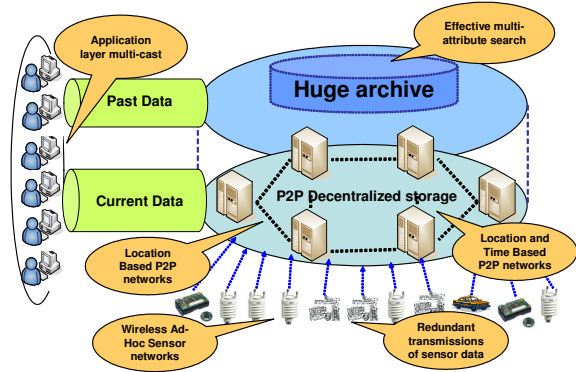 Application
layer multi-cast
Effective multi-
attribute search
Past Data
Huge archive
P2P Decentralized storage
Current Data
Location
Based P2P
networks
Location and
Time Based
P2P networks
Wireless Ad-
Hoc Sensor
networks
Redundant
transmissions
of sensor data